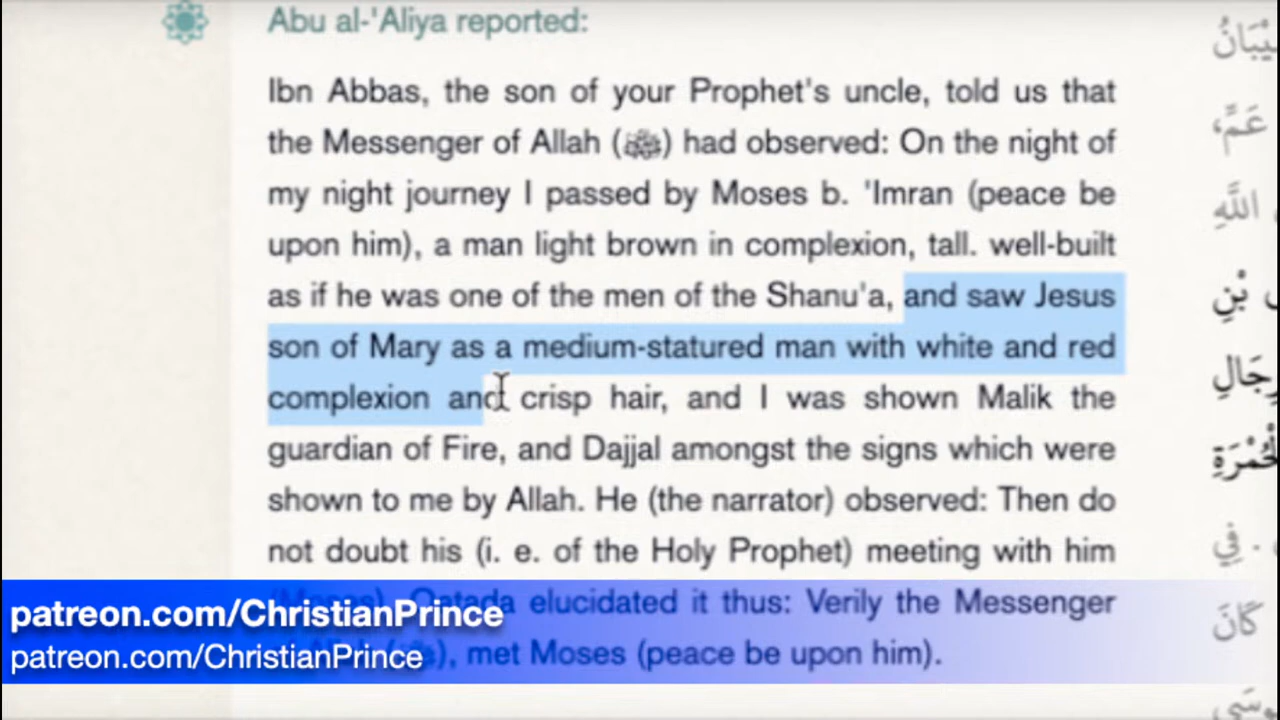 Abu al-'Aliya reported:
Ibn Abbas, the son of your Prophet's uncle, told us that
the Messenger of Allah (ﷺ) had observed: On the night of
my night journey I passed by Moses b. 'Imran (peace be
upon him), a man light brown in complexion, tall. well-built
as if he was one of the men of the Shanu'a, and saw Jesus
son of Mary as a medium-statured man with white and red
complexion and crisp hair, and I was shown Malik the
guardian of Fire, and Dajjal amongst the signs which were
shown to me by Allah. He (the narrator) observed: Then do
not doubt his (i. e. of the Holy Prophet) meeting with him
(Moses). Qatada elucidated it thus: Verily the Messenger
met Moses (peace be upon him).
patreon.com/ChristianPrince
patreon.com/ChristianPrince
عَمِّ،
اللَّهِ
بْنِ
كَانَ